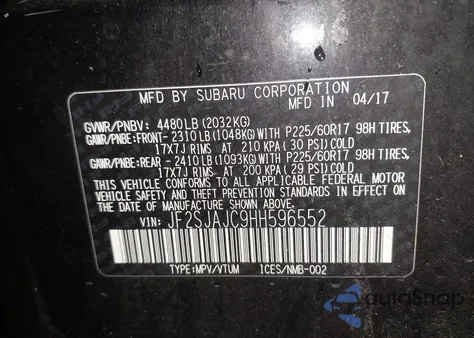 MFD BY SUBARU CORPORATION
MFD IN 04/17
GVWR/PNBV: 4480LB (2032KG)
GAWR/PNBE:FRONT-2310LB(1048KG)WITH P225/60R17 98H TIRES,
17X7J RIMS AT 210 KPA(30 PSI)COLD
GAWR/PNBE:REAR -2410LB(1093KG)WITH P225/60R17 98H TIRES,
17X7J RIMS AT 200 KPA(29 PSI)COLD
THIS VEHICLE CONFORMS TO ALL APPLICABLE FEDERAL MOTOR
VEHICLE SAFETY AND THEFT PREVENTION STANDARDS IN EFFECT ON
THE DATE OF MANUFACTURE SHOWN ABOVE.
VIN: JF2SJAJC9HH596552
TYPE:MPV/VTUM ICES/NMB-002
autoSnap